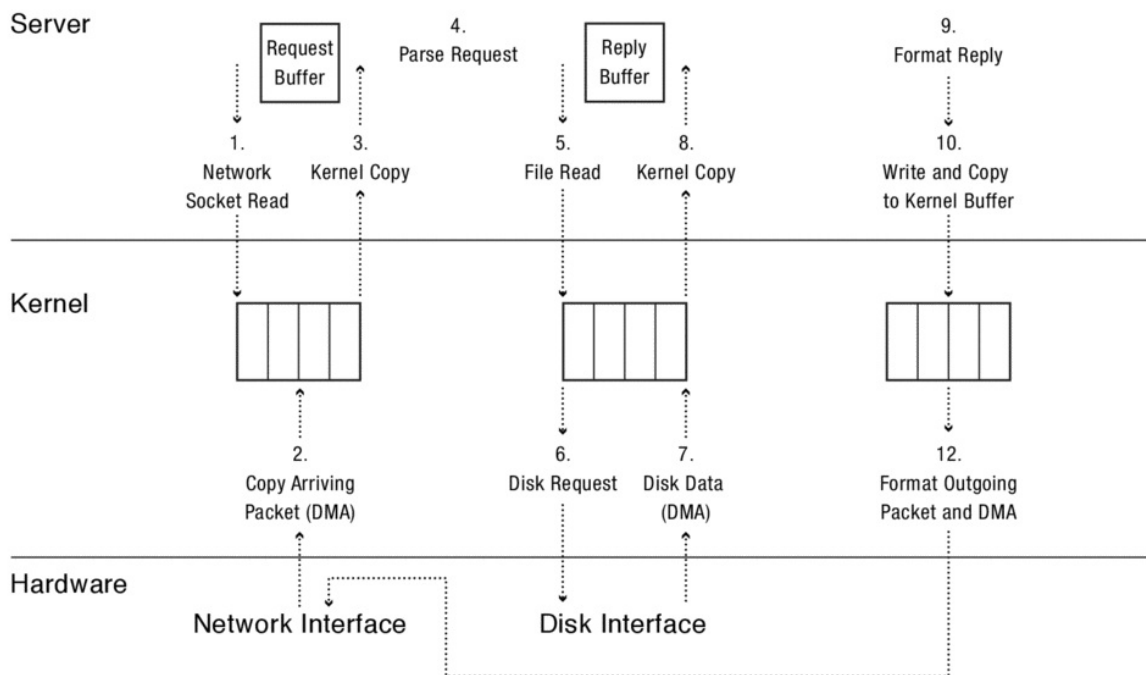 Server
Request
Buffer
4.
Parse Request
Reply
Buffer
9.
Format Reply
1.
Network
Socket Read
3.
Kernel Copy
5.
File Read
8.
Kernel Copy
10.
Write and Copy
to Kernel Buffer
Kernel
2.
Copy Arriving
Packet (DMA)
6.
Disk Request
7.
Disk Data
(DMA)
12.
Format Outgoing
Packet and DMA
Hardware
Network Interface
Disk Interface